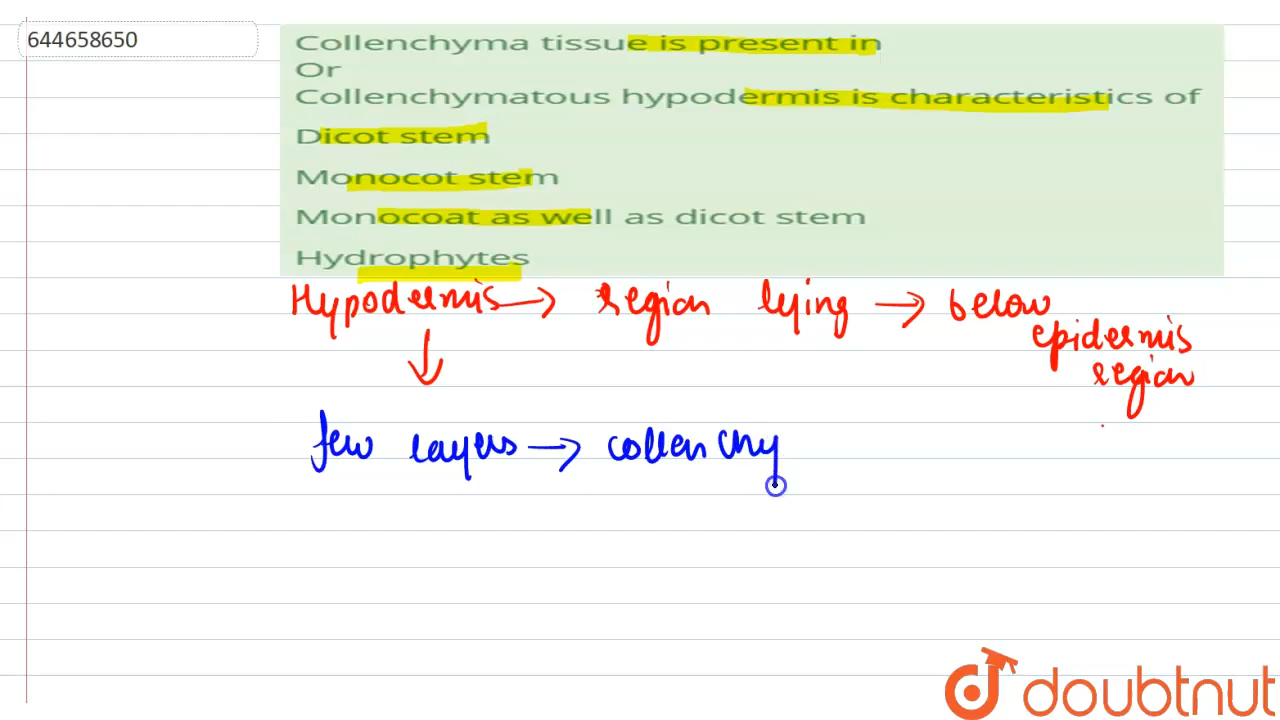 644658650
Collenchyma tissue is present in
Or
Collenchymatous hypodermis is characteristics of
Dicot stem
Monocot stem
Monocoat as well as dicot stem
Hydrophytes
Hypodermis → region lying → below
epidermis
region
↓
few layers → collenchy
doubtnut